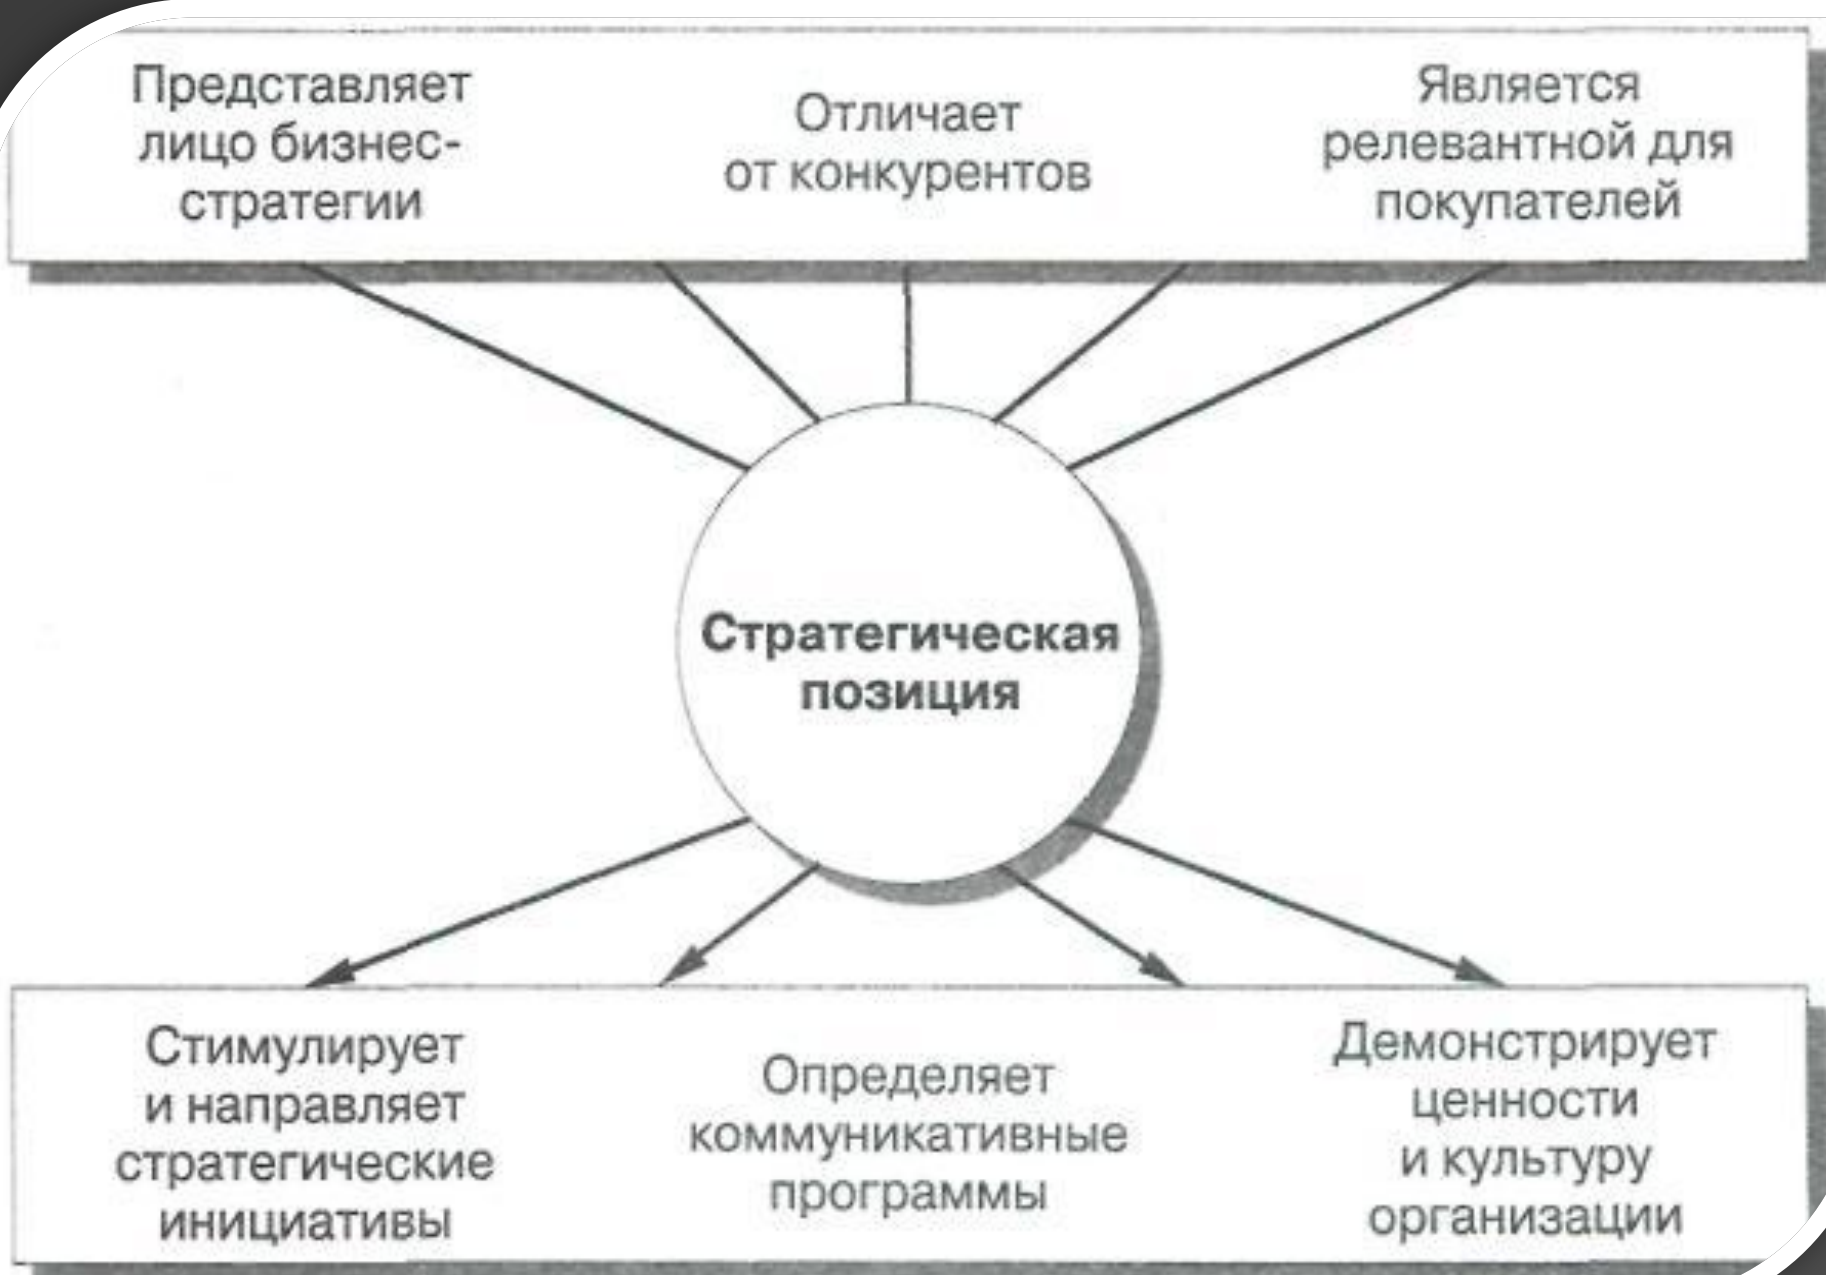 Представляет
лицо бизнес-
стратегии
Отличает
от конкурентов
Является
релевантной для
покупателей
Стратегическая
позиция
Стимулирует
и направляет
стратегические
инициативы
Определяет
коммуникативные
программы
Демонстрирует
ценности
и культуру
организации